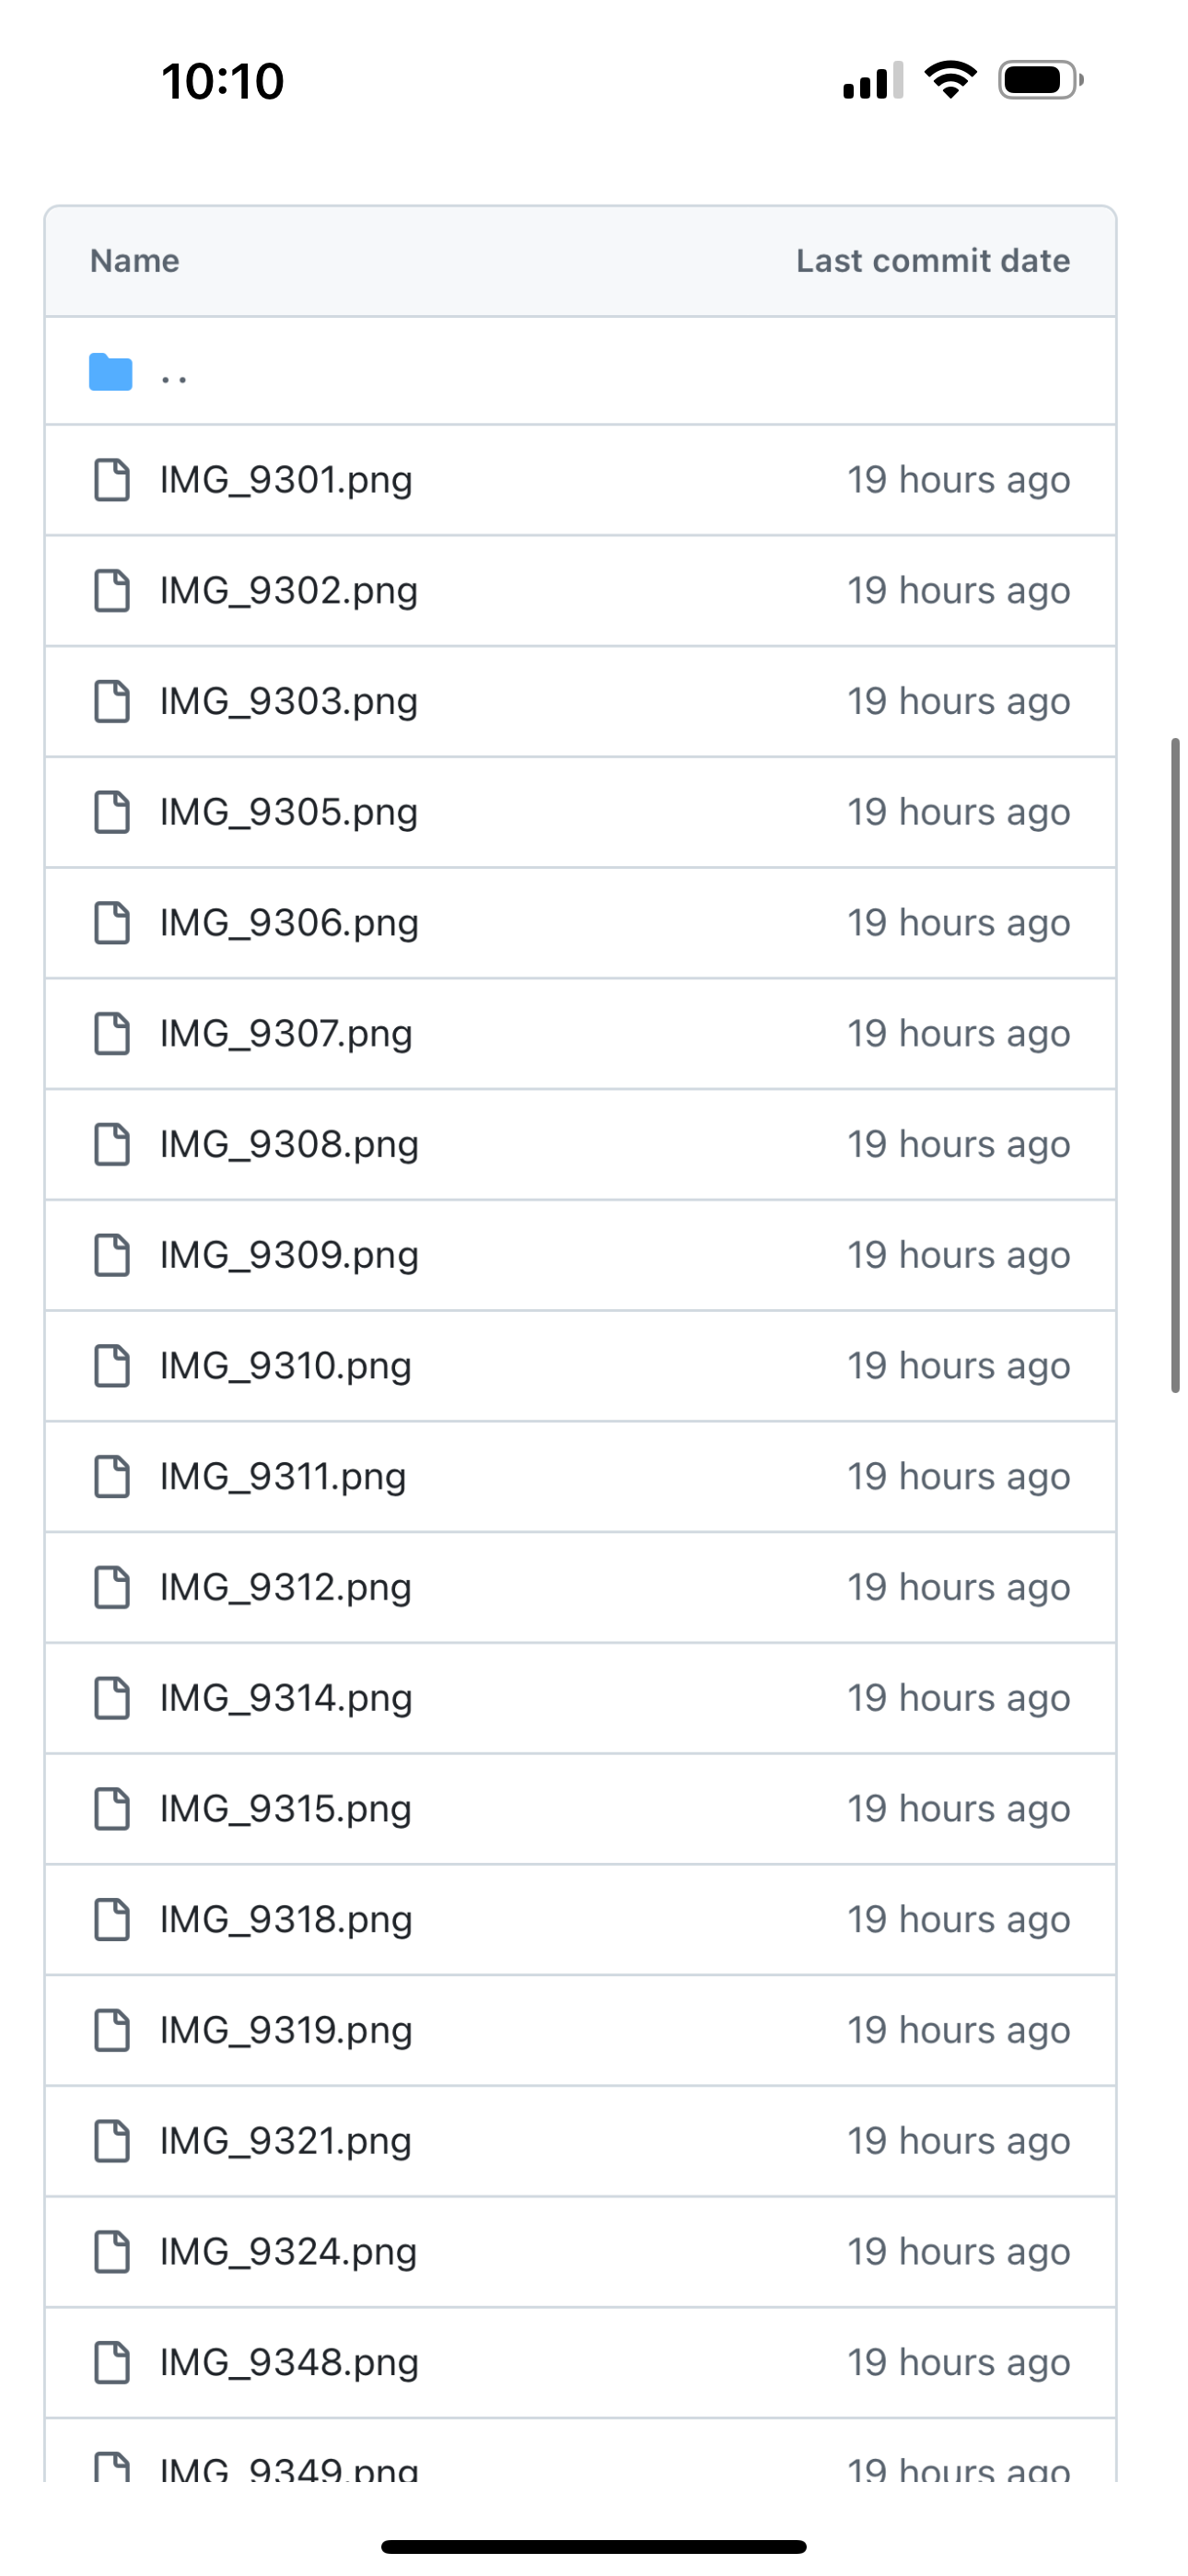 10:10
Name Last commit date
..
IMG_9301.png 19 hours ago
IMG_9302.png 19 hours ago
IMG_9303.png 19 hours ago
IMG_9305.png 19 hours ago
IMG_9306.png 19 hours ago
IMG_9307.png 19 hours ago
IMG_9308.png 19 hours ago
IMG_9309.png 19 hours ago
IMG_9310.png 19 hours ago
IMG_9311.png 19 hours ago
IMG_9312.png 19 hours ago
IMG_9314.png 19 hours ago
IMG_9315.png 19 hours ago
IMG_9318.png 19 hours ago
IMG_9319.png 19 hours ago
IMG_9321.png 19 hours ago
IMG_9324.png 19 hours ago
IMG_9348.png 19 hours ago
IMG_9349.png 19 hours ago